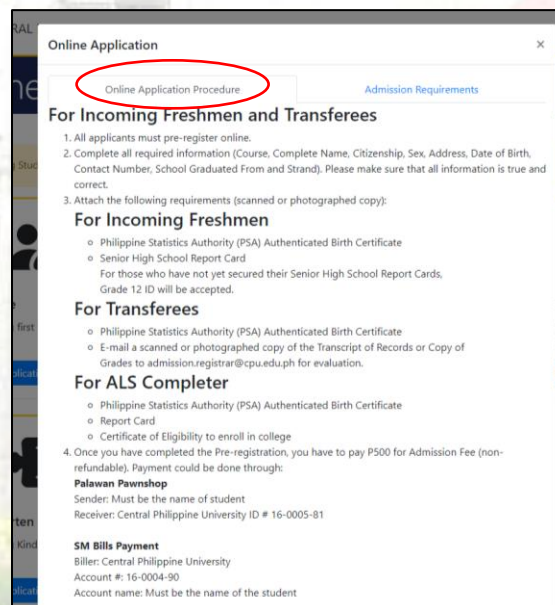 RAL
Online Application
×
ne
Online Application Procedure
Admission Requirements
For Incoming Freshmen and Transferees
1. All applicants must pre-register online.
2. Complete all required information (Course, Complete Name, Citizenship, Sex, Address, Date of Birth,
Contact Number, School Graduated From and Strand). Please make sure that all information is true and
correct.
3. Attach the following requirements (scanned or photographed copy):
For Incoming Freshmen
Philippine Statistics Authority (PSA) Authenticated Birth Certificate
Senior High School Report Card
For those who have not yet secured their Senior High School Report Cards,
Grade 12 ID will be accepted.
For Transferees
Philippine Statistics Authority (PSA) Authenticated Birth Certificate
E-mail a scanned or photographed copy of the Transcript of Records or Copy of
Grades to admission.registrar@cpu.edu.ph for evaluation.
For ALS Completer
Philippine Statistics Authority (PSA) Authenticated Birth Certificate
Report Card
Certificate of Eligibility to enroll in college
4. Once you have completed the Pre-registration, you have to pay P500 for Admission Fee (non-
refundable). Payment could be done through:
Palawan Pawnshop
Sender: Must be the name of student
Receiver: Central Philippine University ID # 16-0005-81
SM Bills Payment
Biller: Central Philippine University
Account #: 16-0004-90
Account name: Must be the name of the student